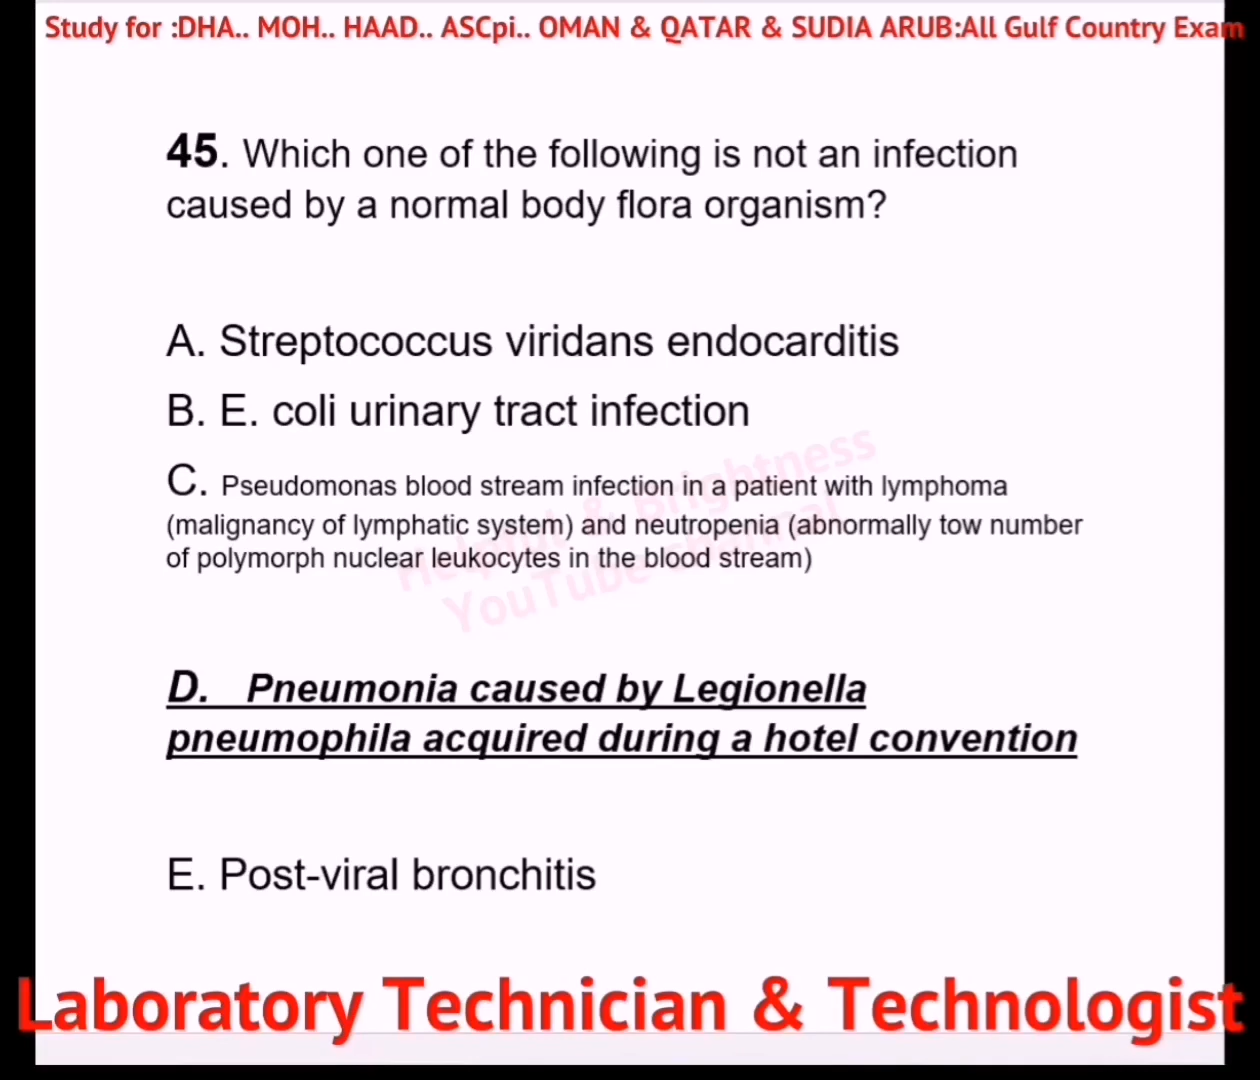 Study for :DHA.. MOH.. HAAD.. ASCpi.. OMAN & QATAR & SUDIA ARUB:All Gulf Country Exam
45. Which one of the following is not an infection
caused by a normal body flora organism?
A. Streptococcus viridans endocarditis
B. E. coli urinary tract infection
C. Pseudomonas blood stream infection in a patient with lymphoma
(malignancy of lymphatic system) and neutropenia (abnormally tow number
of polymorph nuclear leukocytes in the blood stream)
Helpful & Brightness
YouTube channal
D. Pneumonia caused by Legionella
pneumophila acquired during a hotel convention
E. Post-viral bronchitis
Laboratory Technician & Technologist